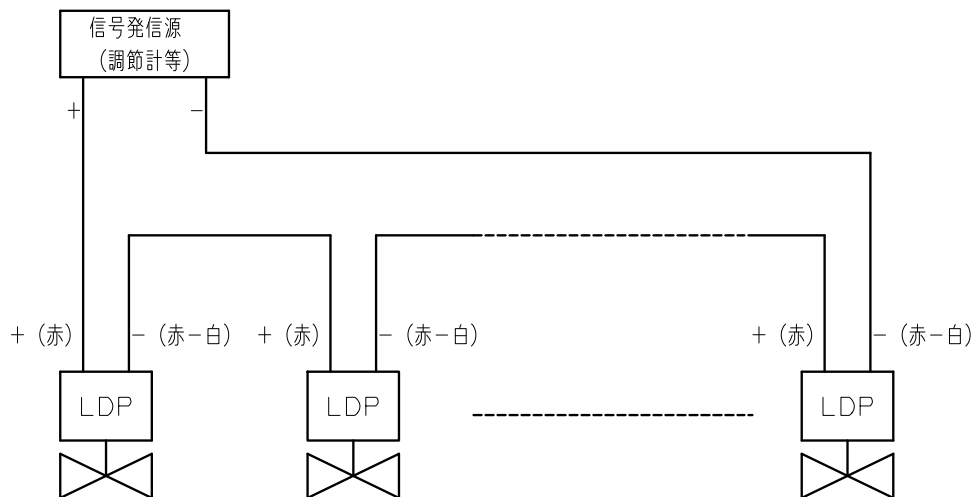 信号発信源
(調節計等)
+ -
+ (赤) - (赤-白) + (赤) - (赤-白) + (赤) - (赤-白)
LDP LDP LDP